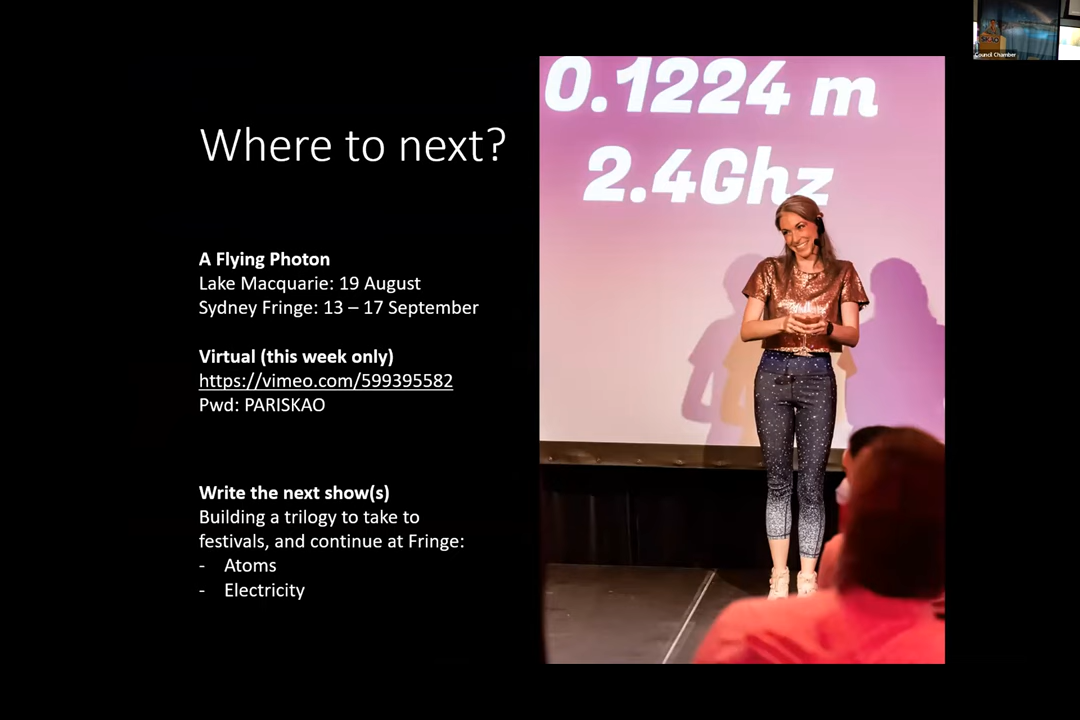 Council Chamber
0.1224 m
2.4Ghz
Where to next?
A Flying Photon
Lake Macquarie: 19 August
Sydney Fringe: 13 – 17 September
Virtual (this week only)
https://vimeo.com/599395582
Pwd: PARISKAO
Write the next show(s)
Building a trilogy to take to
festivals, and continue at Fringe:
- Atoms
- Electricity